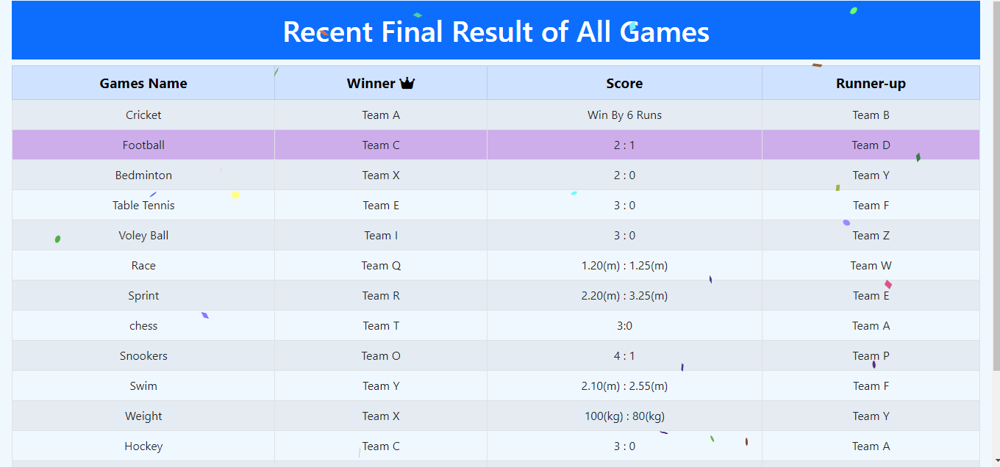 Recent Final Result of All Games
Games Name Winner Score Runner-up
Cricket Team A Win By 6 Runs Team B
Football Team C 2 : 1 Team D
Bedminton Team X 2 : 0 Team Y
Table Tennis Team E 3 : 0 Team F
Voley Ball Team I 3 : 0 Team Z
Race Team Q 1.20(m) : 1.25(m) Team W
Sprint Team R 2.20(m) : 3.25(m) Team E
chess Team T 3:0 Team A
Snookers Team O 4 : 1 Team P
Swim Team Y 2.10(m) : 2.55(m) Team F
Weight Team X 100(kg) : 80(kg) Team Y
Hockey Team C 3 : 0 Team A